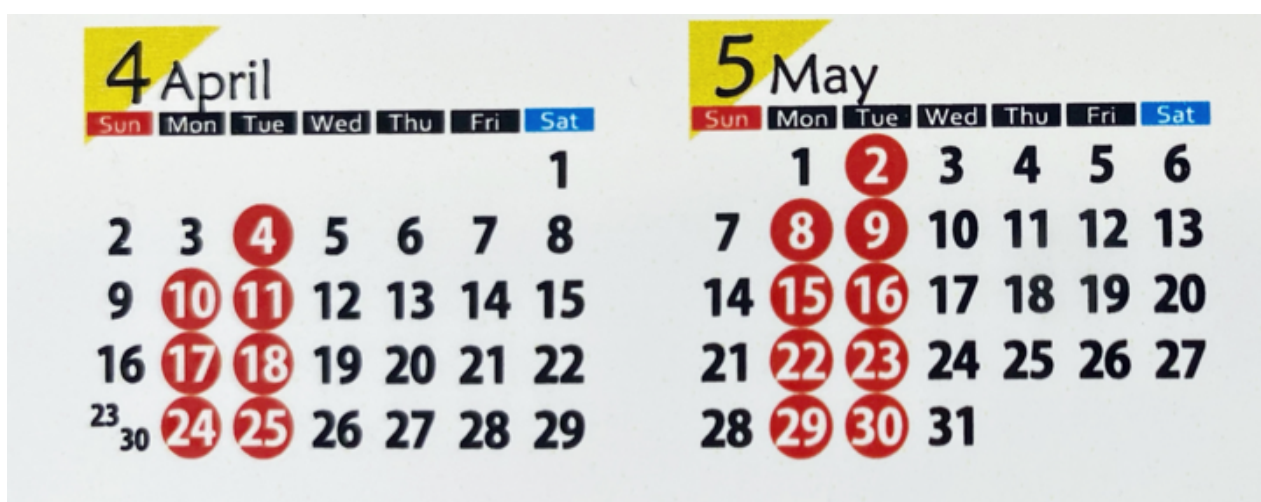 4 April
Sun Mon Tue Wed Thu Fri Sat
1
2 3 4 5 6 7 8
9 10 11 12 13 14 15
16 17 18 19 20 21 22
23 30 24 25 26 27 28 29
5 May
Sun Mon Tue Wed Thu Fri Sat
1 2 3 4 5 6
7 8 9 10 11 12 13
14 15 16 17 18 19 20
21 22 23 24 25 26 27
28 29 30 31